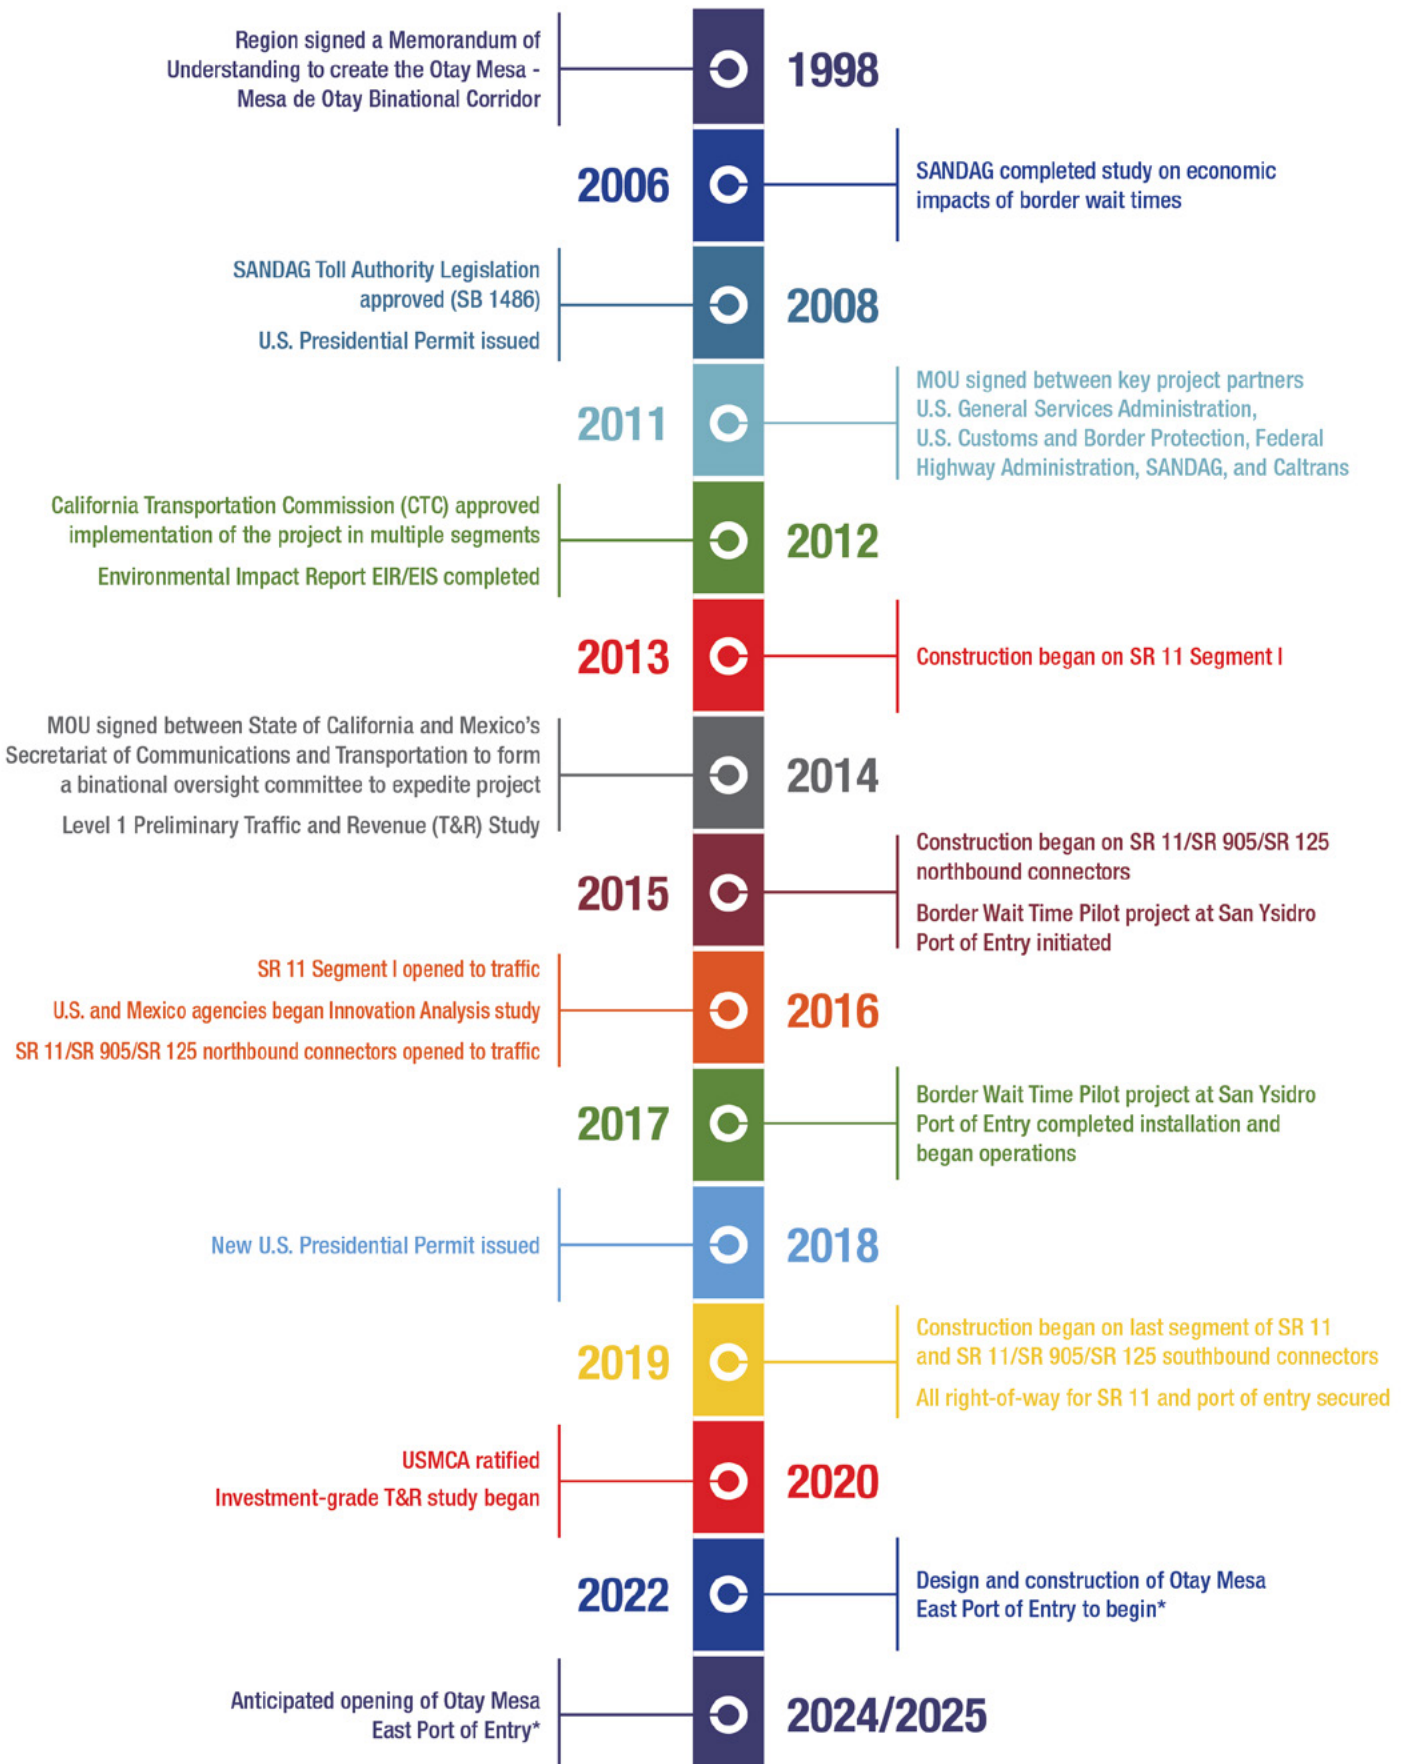 Region signed a Memorandum of
Understanding to create the Otay Mesa -
Mesa de Otay Binational Corridor
1998
2006
SANDAG completed study on economic
impacts of border wait times
SANDAG Toll Authority Legislation
approved (SB 1486)
U.S. Presidential Permit issued
2008
2011
MOU signed between key project partners
U.S. General Services Administration,
U.S. Customs and Border Protection, Federal
Highway Administration, SANDAG, and Caltrans
California Transportation Commission (CTC) approved
implementation of the project in multiple segments
Environmental Impact Report EIR/EIS completed
2012
2013
Construction began on SR 11 Segment I
MOU signed between State of California and Mexico's
Secretariat of Communications and Transportation to form
a binational oversight committee to expedite project
Level 1 Preliminary Traffic and Revenue (T&R) Study
2014
2015
Construction began on SR 11/SR 905/SR 125
northbound connectors
Border Wait Time Pilot project at San Ysidro
Port of Entry initiated
SR 11 Segment I opened to traffic
U.S. and Mexico agencies began Innovation Analysis study
SR 11/SR 905/SR 125 northbound connectors opened to traffic
2016
2017
Border Wait Time Pilot project at San Ysidro
Port of Entry completed installation and
began operations
New U.S. Presidential Permit issued
2018
2019
Construction began on last segment of SR 11
and SR 11/SR 905/SR 125 southbound connectors
All right-of-way for SR 11 and port of entry secured
USMCA ratified
Investment-grade T&R study began
2020
2022
Design and construction of Otay Mesa
East Port of Entry to begin*
Anticipated opening of Otay Mesa
East Port of Entry*
2024/2025